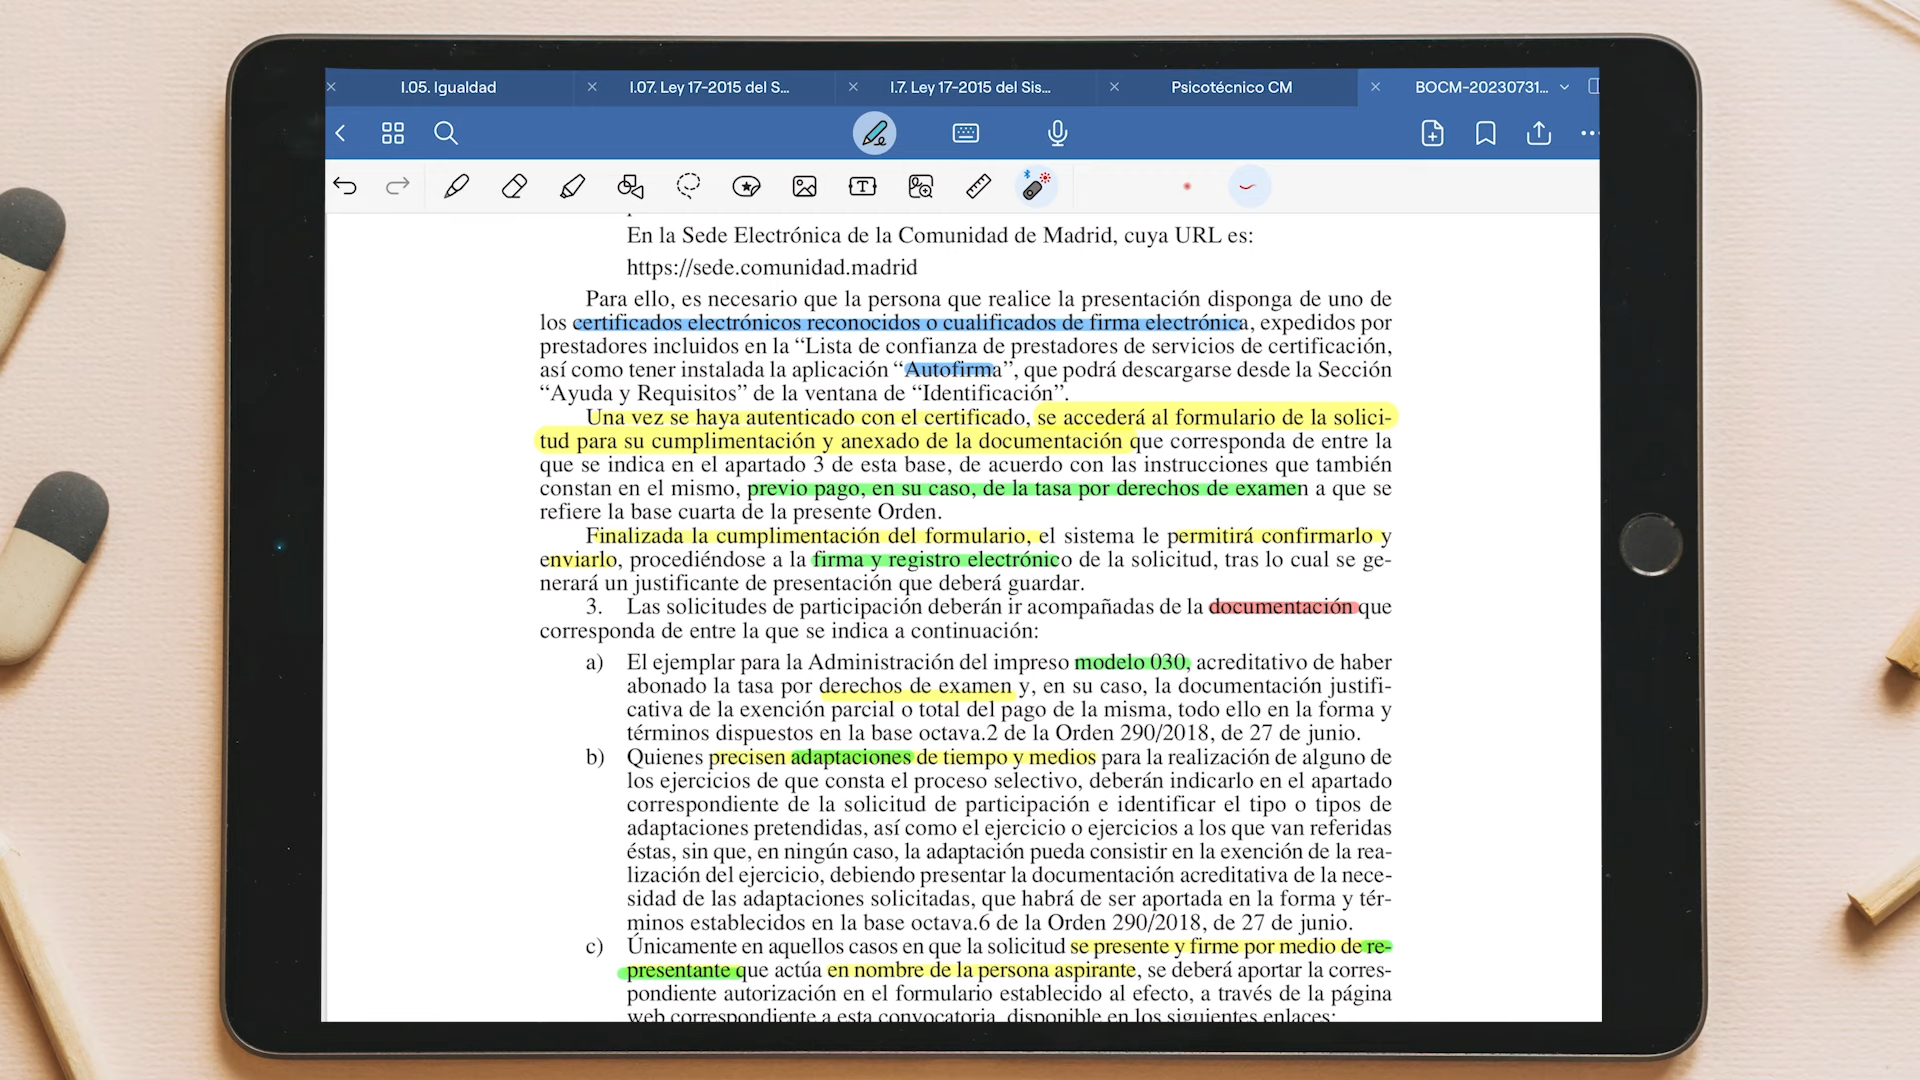 I.05. Igualdad
I.07. Ley 17-2015 del S...
I.7. Ley 17-2015 del Sis...
Psicotécnico CM
BOCM-20230731...
En la Sede Electrónica de la Comunidad de Madrid, cuya URL es:
https://sede.comunidad.madrid
Para ello, es necesario que la persona que realice la presentación disponga de uno de
los certificados electrónicos reconocidos o cualificados de firma electrónica, expedidos por
prestadores incluidos en la “Lista de confianza de prestadores de servicios de certificación,
así como tener instalada la aplicación “Autofirma”, que podrá descargarse desde la Sección
“Ayuda y Requisitos” de la ventana de “Identificación”.
Una vez se haya autenticado con el certificado, se accederá al formulario de la solici-
tud para su cumplimentación y anexado de la documentación que corresponda de entre la
que se indica en el apartado 3 de esta base, de acuerdo con las instrucciones que también
constan en el mismo, previo pago, en su caso, de la tasa por derechos de examen a que se
refiere la base cuarta de la presente Orden.
Finalizada la cumplimentación del formulario, el sistema le permitirá confirmarlo y
enviarlo, procediéndose a la firma y registro electrónico de la solicitud, tras lo cual se ge-
nerará un justificante de presentación que deberá guardar.
3. Las solicitudes de participación deberán ir acompañadas de la documentación que
corresponda de entre la que se indica a continuación:
a) El ejemplar para la Administración del impreso modelo 030, acreditativo de haber
abonado la tasa por derechos de examen y, en su caso, la documentación justifi-
cativa de la exención parcial o total del pago de la misma, todo ello en la forma y
términos dispuestos en la base octava.2 de la Orden 290/2018, de 27 de junio.
b) Quienes precisen adaptaciones de tiempo y medios para la realización de alguno de
los ejercicios de que consta el proceso selectivo, deberán indicarlo en el apartado
correspondiente de la solicitud de participación e identificar el tipo o tipos de
adaptaciones pretendidas, así como el ejercicio o ejercicios a los que van referidas
éstas, sin que, en ningún caso, la adaptación pueda consistir en la exención de la rea-
lización del ejercicio, debiendo presentar la documentación acreditativa de la nece-
sidad de las adaptaciones solicitadas, que habrá de ser aportada en la forma y tér-
minos establecidos en la base octava.6 de la Orden 290/2018, de 27 de junio.
c) Únicamente en aquellos casos en que la solicitud se presente y firme por medio de re-
presentante que actúa en nombre de la persona aspirante, se deberá aportar la corres-
pondiente autorización en el formulario establecido al efecto, a través de la página
web correspondiente a esta convocatoria, disponible en los siguientes enlaces: